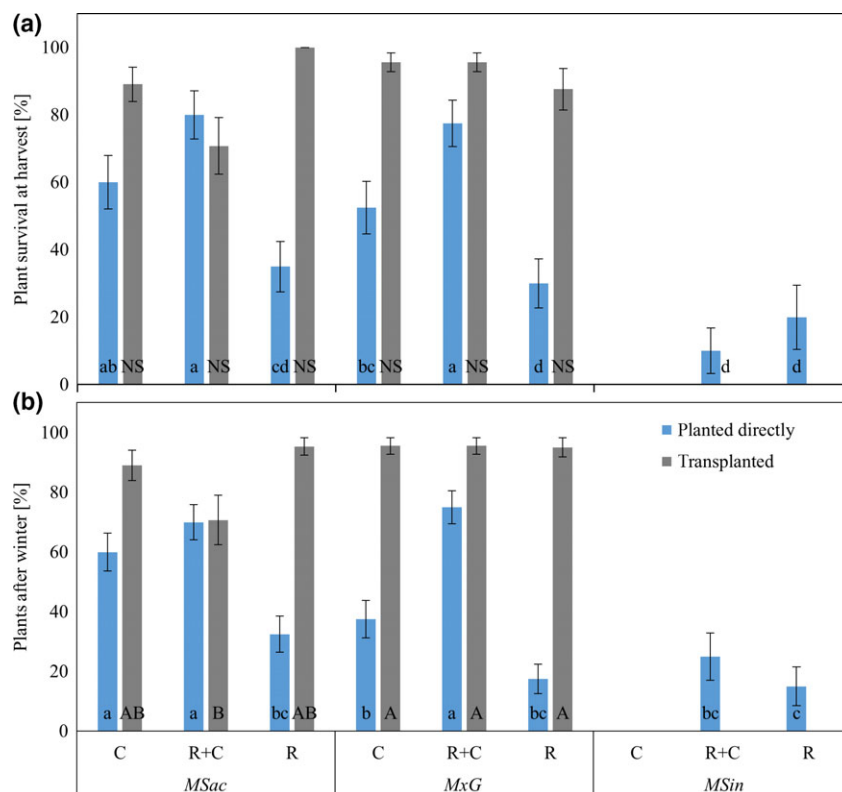 (a)
Plant survival at harvest [%]
100
80
60
40
20
0
ab NS a NS cd NS bc NS a NS d NS d d
(b)
Plants after winter [%]
100
80
60
40
20
0
Planted directly
Transplanted
a AB a B bc AB b A a A bc A bc c
C R+C R C R+C R C R+C R
MSac MxG MSin